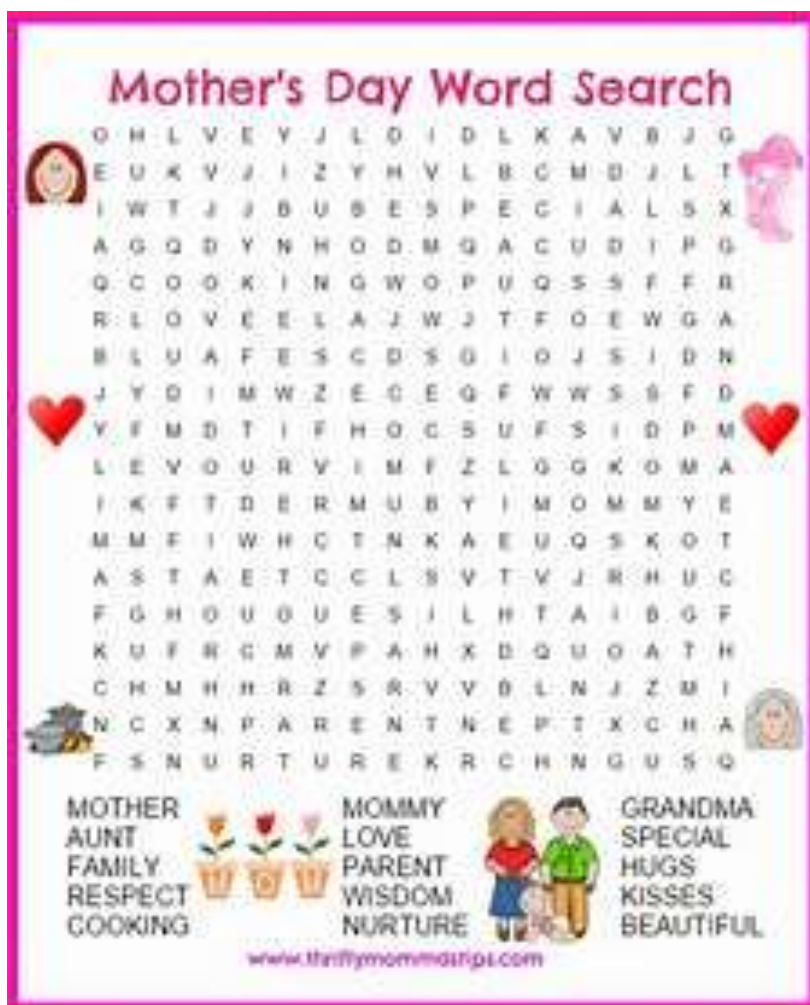 Mother's Day Word Search
O H L V E Y J L D I D L K A V B J G
E U K V J I Z Y H V L B C M D J L T
I W T J J B U B E S P E C I A L S X
A G Q D Y N H O D M Q A C U D I P G
Q C O O K I N G W O P U Q S S F F R
R L O V E E L A J W J T F O E W G A
B L U A F E S C D S G I O J S I D N
J Y D I M W Z E C E Q F W W S S F D
Y F M D T I F H O C S U F S I D P M
L E V O U R V I M F Z L G G K O M A
I K F T D E R M U B Y I M O M M Y E
M M F I W H C T N K A E U Q S K O T
A S T A E T C C L S V T V J R H U C
F G H O U O U E S I L H T A I B G F
K U F R C M V P A H X D Q U O A T H
C H M H H R Z S R V V B L N J Z M I
N C X N P A R E N T N E P T X C H A
F S N U R T U R E K R C H N G U S Q
MOTHER MOMMY GRANDMA
AUNT LOVE SPECIAL
FAMILY PARENT HUGS
RESPECT WISDOM KISSES
COOKING NURTURE BEAUTIFUL
www.thriftymommastips.com